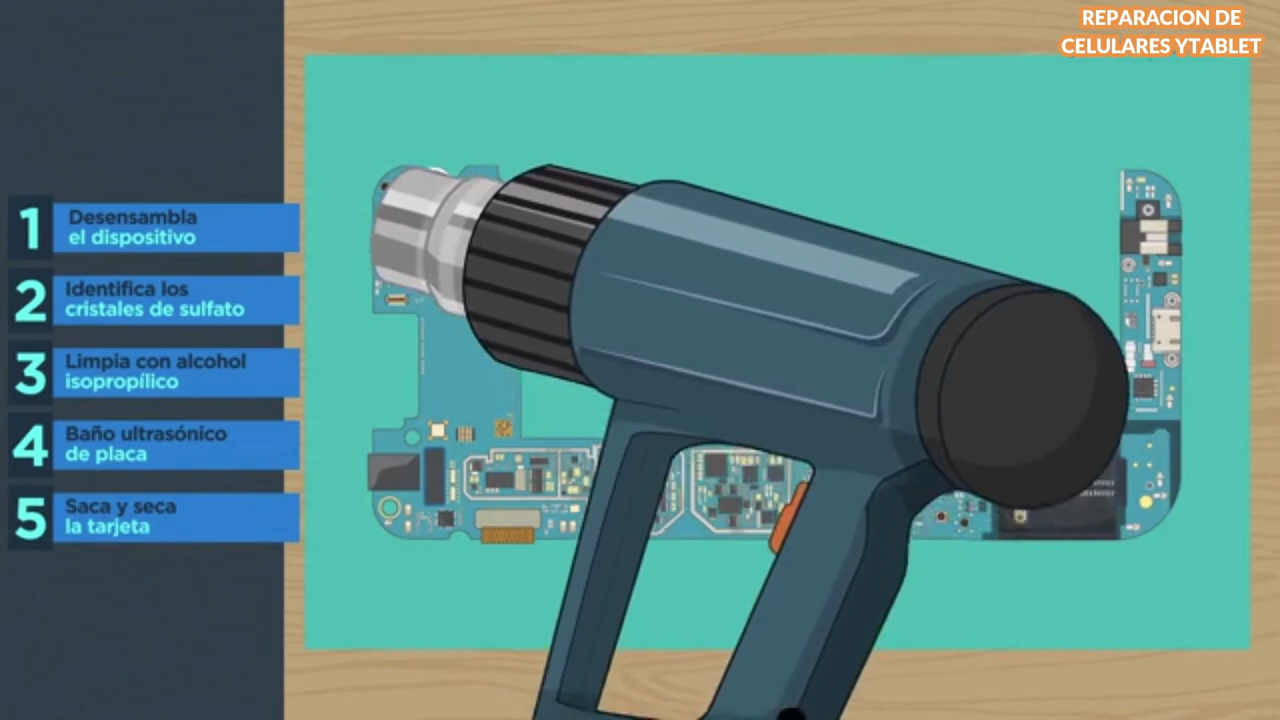 REPARACION DE
CELULARES YTABLET
1 Desensambla
el dispositivo
2 Identifica los
cristales de sulfato
3 Limpia con alcohol
isopropílico
4 Baño ultrasónico
de placa
5 Saca y seca
la tarjeta